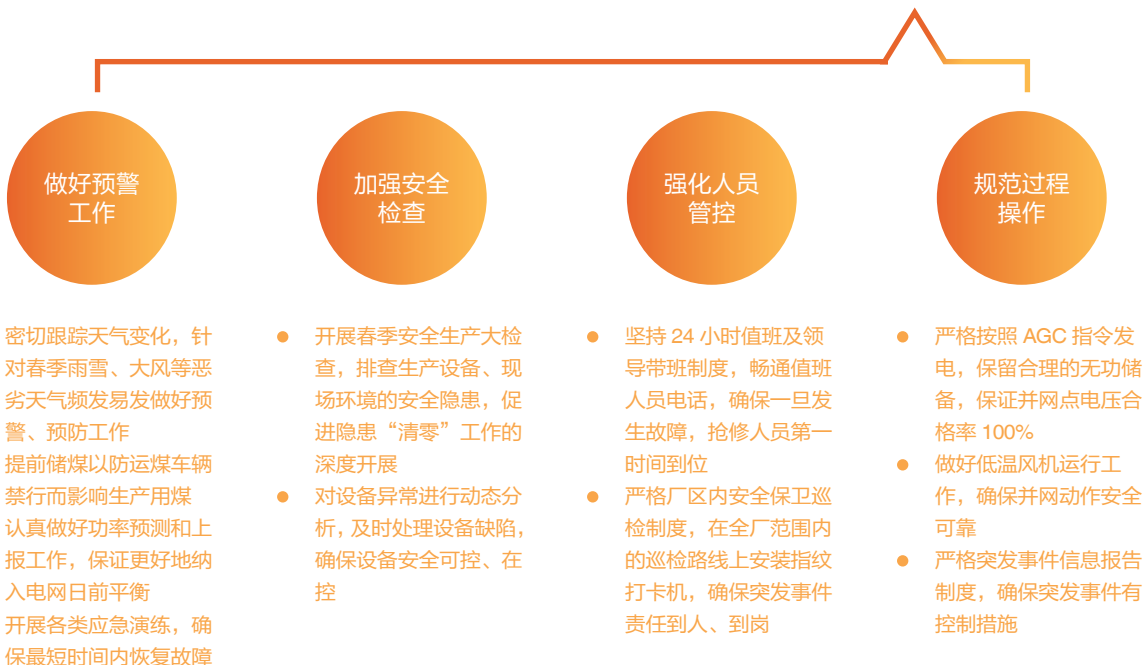 做好预警
工作
加强安全
检查
强化人员
管控
规范过程
操作
密切跟踪天气变化，针
对春季雨雪、大风等恶
劣天气频发易发做好预
警、预防工作
提前储煤以防运煤车辆
禁行而影响生产用煤
认真做好功率预测和上
报工作，保证更好地纳
入电网日前平衡
开展各类应急演练，确
保最短时间内恢复故障
开展春季安全生产大检
查，排查生产设备、现
场环境的安全隐患，促
进隐患“清零”工作的
深度开展
对设备异常进行动态分
析，及时处理设备缺陷，
确保设备安全可控、在
控
坚持 24 小时值班及领
导带班制度，畅通值班
人员电话，确保一旦发
生故障，抢修人员第一
时间到位
严格厂区内安全保卫巡
检制度，在全厂范围内
的巡检路线上安装指纹
打卡机，确保突发事件
责任到人、到岗
严格按照 AGC 指令发
电，保留合理的无功储
备，保证并网点电压合
格率 100%
做好低温风机运行工
作，确保并网动作安全
可靠
严格突发事件信息报告
制度，确保突发事件有
控制措施